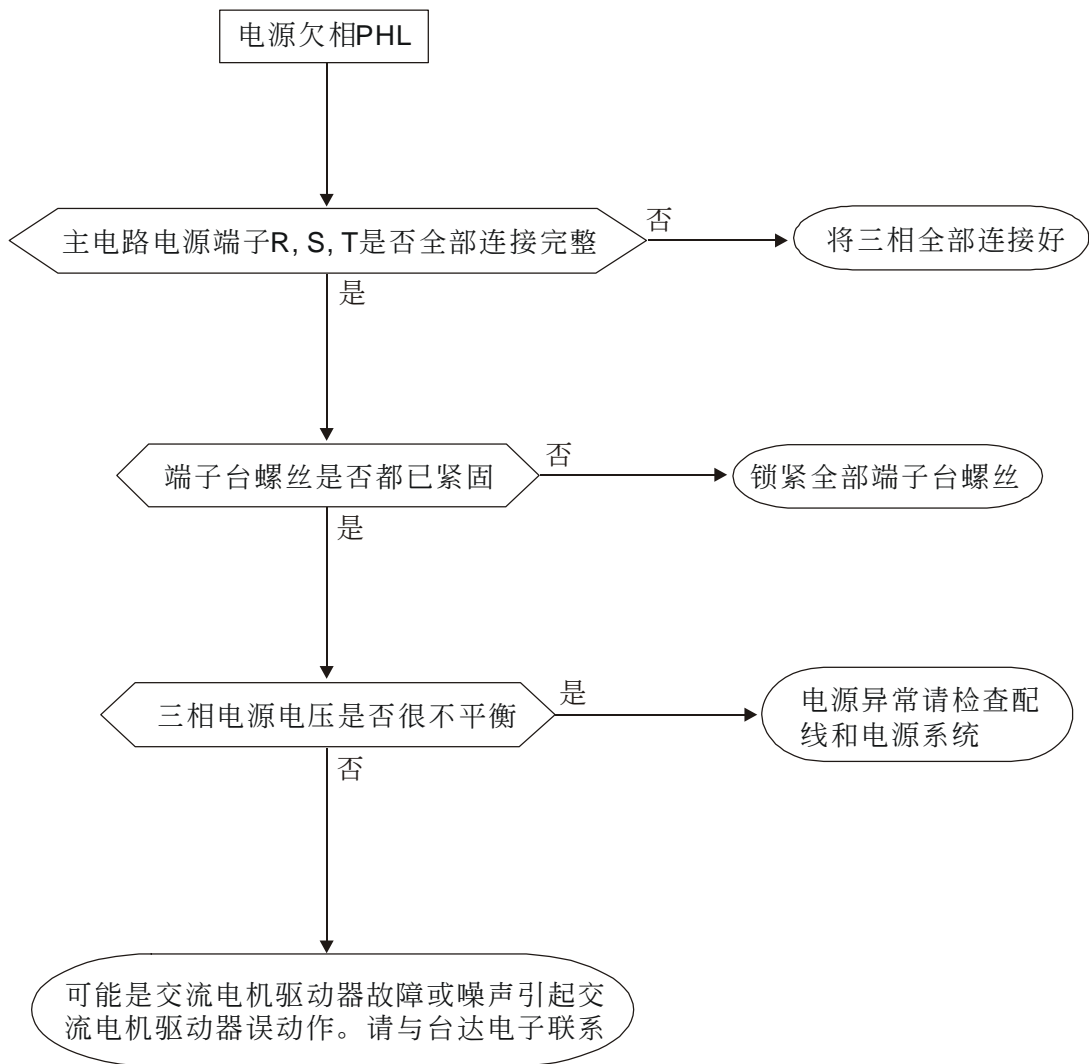 电源欠相PHL
主电路电源端子R, S, T是否全部连接完整
否
将三相全部连接好
是
端子台螺丝是否都已紧固
否
锁紧全部端子台螺丝
是
三相电源电压是否很不平衡
是
电源异常请检查配
线和电源系统
否
可能是交流电机驱动器故障或噪声引起交
流电机驱动器误动作。请与台达电子联系